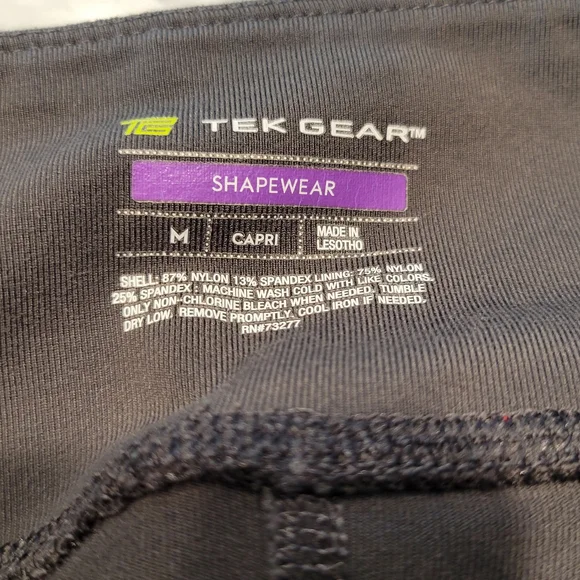 TG TEK GEAR™
SHAPEWEAR
M CAPRI MADE IN
LESOTHO
SHELL: 87% NYLON 13% SPANDEX LINING: 75% NYLON
25% SPANDEX : MACHINE WASH COLD WITH LIKE COLORS.
ONLY NON-CHLORINE BLEACH WHEN NEEDED. TUMBLE
DRY LOW. REMOVE PROMPTLY. COOL IRON IF NEEDED.
RN#73277